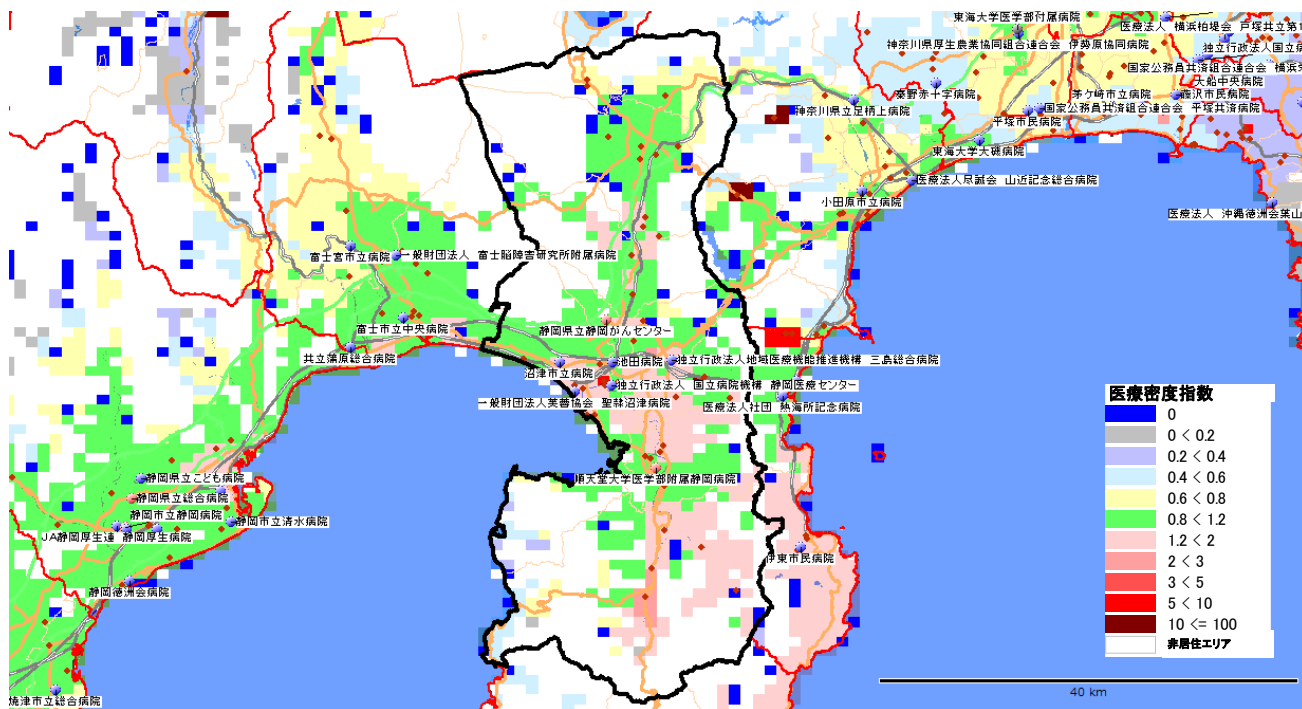 東海大学医学部付属病院
医療法人 横浜柏堤会 戸塚共立第1
神奈川県厚生農業協同組合連合会 伊勢原協同病院
独立行政法人国立病
国家公務員共済組合連合会 横浜
大船中央病院
秦野赤十字病院
茅ケ崎市立病院
藤沢市民病院
神奈川県立足柄上病院
国家公務員共済組合連合会 平塚共済病院
平塚市民病院
東海大学大磯病院
医療法人尽誠会 山近記念総合病院
小田原市立病院
医療法人 沖縄徳洲会葉山
富士宮市立病院
一般財団法人 富士脳障害研究所附属病院
富士市立中央病院
静岡県立静岡がんセンター
共立蒲原総合病院
池田病院
独立行政法人地域医療機能推進機構 三島総合病院
沼津市立病院
独立行政法人 国立病院機構 静岡医療センター
一般財団法人芙蓉協会 聖隷沼津病院
医療法人社団 熱海所記念病院
静岡県立こども病院
順天堂大学医学部附属静岡病院
静岡県立総合病院
静岡市立静岡病院
静岡市立清水病院
JA静岡厚生連 静岡厚生病院
伊東市民病院
静岡徳洲会病院
焼津市立総合病院
医療密度指数
0
0 < 0.2
0.2 < 0.4
0.4 < 0.6
0.6 < 0.8
0.8 < 1.2
1.2 < 2
2 < 3
3 < 5
5 < 10
10 <= 100
非居住エリア
40 km